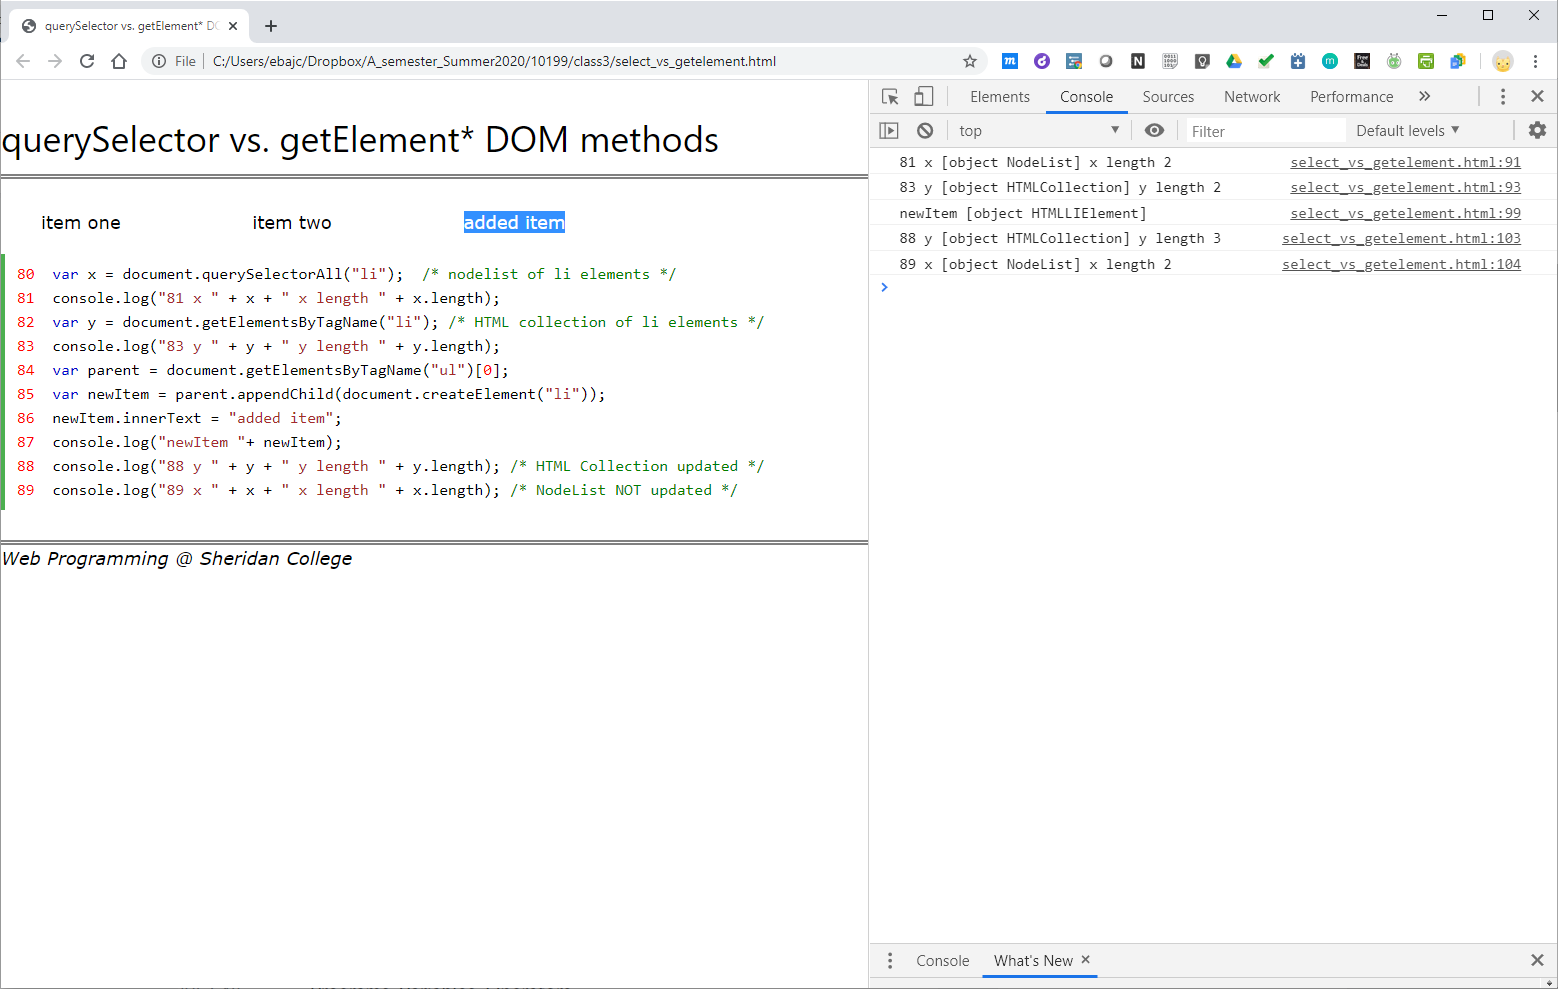 querySelector vs. getElement* DO
File
C:/Users/ebajc/Dropbox/A_semester_Summer2020/10199/class3/select_vs_getelement.html
querySelector vs. getElement* DOM methods
item one item two added item
80 var x = document.querySelectorAll("li"); /* nodelist of li elements */
81 console.log("81 x " + x + " x length " + x.length);
82 var y = document.getElementsByTagName("li"); /* HTML collection of li elements */
83 console.log("83 y " + y + " y length " + y.length);
84 var parent = document.getElementsByTagName("ul")[0];
85 var newItem = parent.appendChild(document.createElement("li"));
86 newItem.innerText = "added item";
87 console.log("newItem "+ newItem);
88 console.log("88 y " + y + " y length " + y.length); /* HTML Collection updated */
89 console.log("89 x " + x + " x length " + x.length); /* NodeList NOT updated */
Web Programming @ Sheridan College
Elements Console Sources Network Performance
top Filter Default levels
81 x [object NodeList] x length 2 select_vs_getelement.html:91
83 y [object HTMLCollection] y length 2 select_vs_getelement.html:93
newItem [object HTMLLIElement] select_vs_getelement.html:99
88 y [object HTMLCollection] y length 3 select_vs_getelement.html:103
89 x [object NodeList] x length 2 select_vs_getelement.html:104
Console What's New